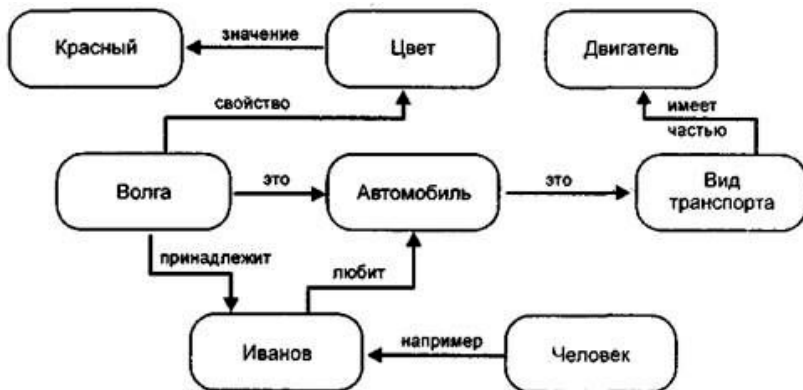 Красный
значение
Цвет
Двигатель
свойство
имеет
частью
Волга
это
Автомобиль
это
Вид
транспорта
принадлежит
любит
Иванов
например
Человек